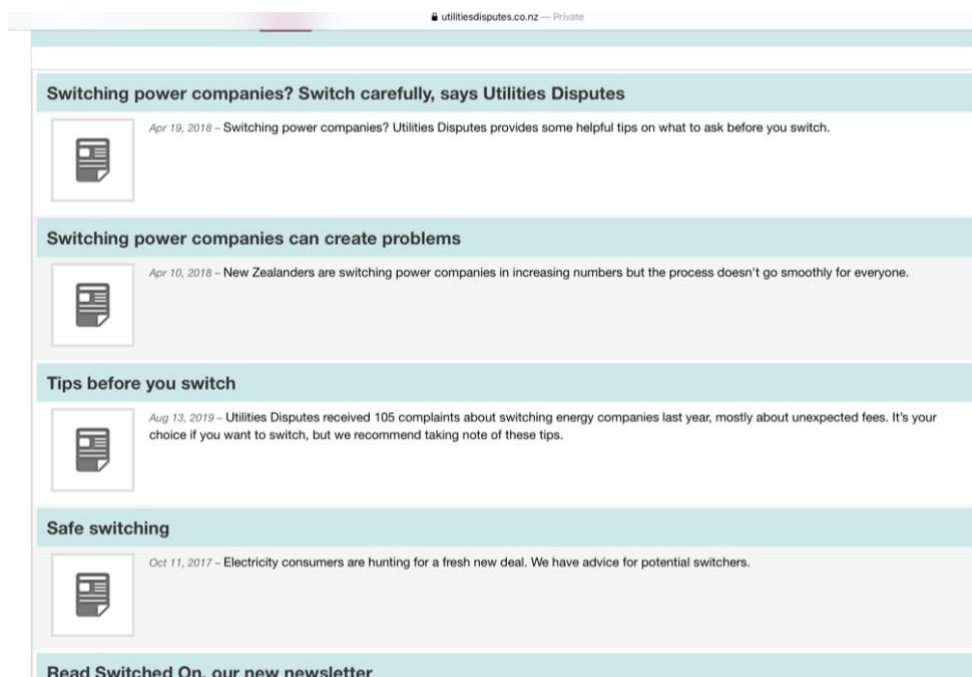 utilitiesdisputes.co.nz — Private
Switching power companies? Switch carefully, says Utilities Disputes
Apr 19, 2018 – Switching power companies? Utilities Disputes provides some helpful tips on what to ask before you switch.
Switching power companies can create problems
Apr 10, 2018 – New Zealanders are switching power companies in increasing numbers but the process doesn't go smoothly for everyone.
Tips before you switch
Aug 13, 2019 – Utilities Disputes received 105 complaints about switching energy companies last year, mostly about unexpected fees. It's your
choice if you want to switch, but we recommend taking note of these tips.
Safe switching
Oct 11, 2017 – Electricity consumers are hunting for a fresh new deal. We have advice for potential switchers.
Read Switched On, our new newsletter